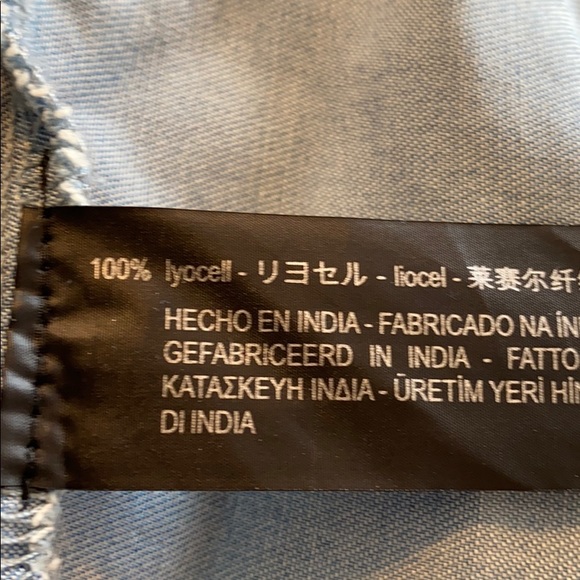 100% lyocell - リヨセル - liocel - 莱赛尔纤
HECHO EN INDIA - FABRICADO NA ÍN
GEFABRICEERD IN INDIA - FATTO
ΚΑΤΑΣΚΕΥΗ ΙΝΔΙΑ - ÜRETİM YERİ HİN
DI INDIA